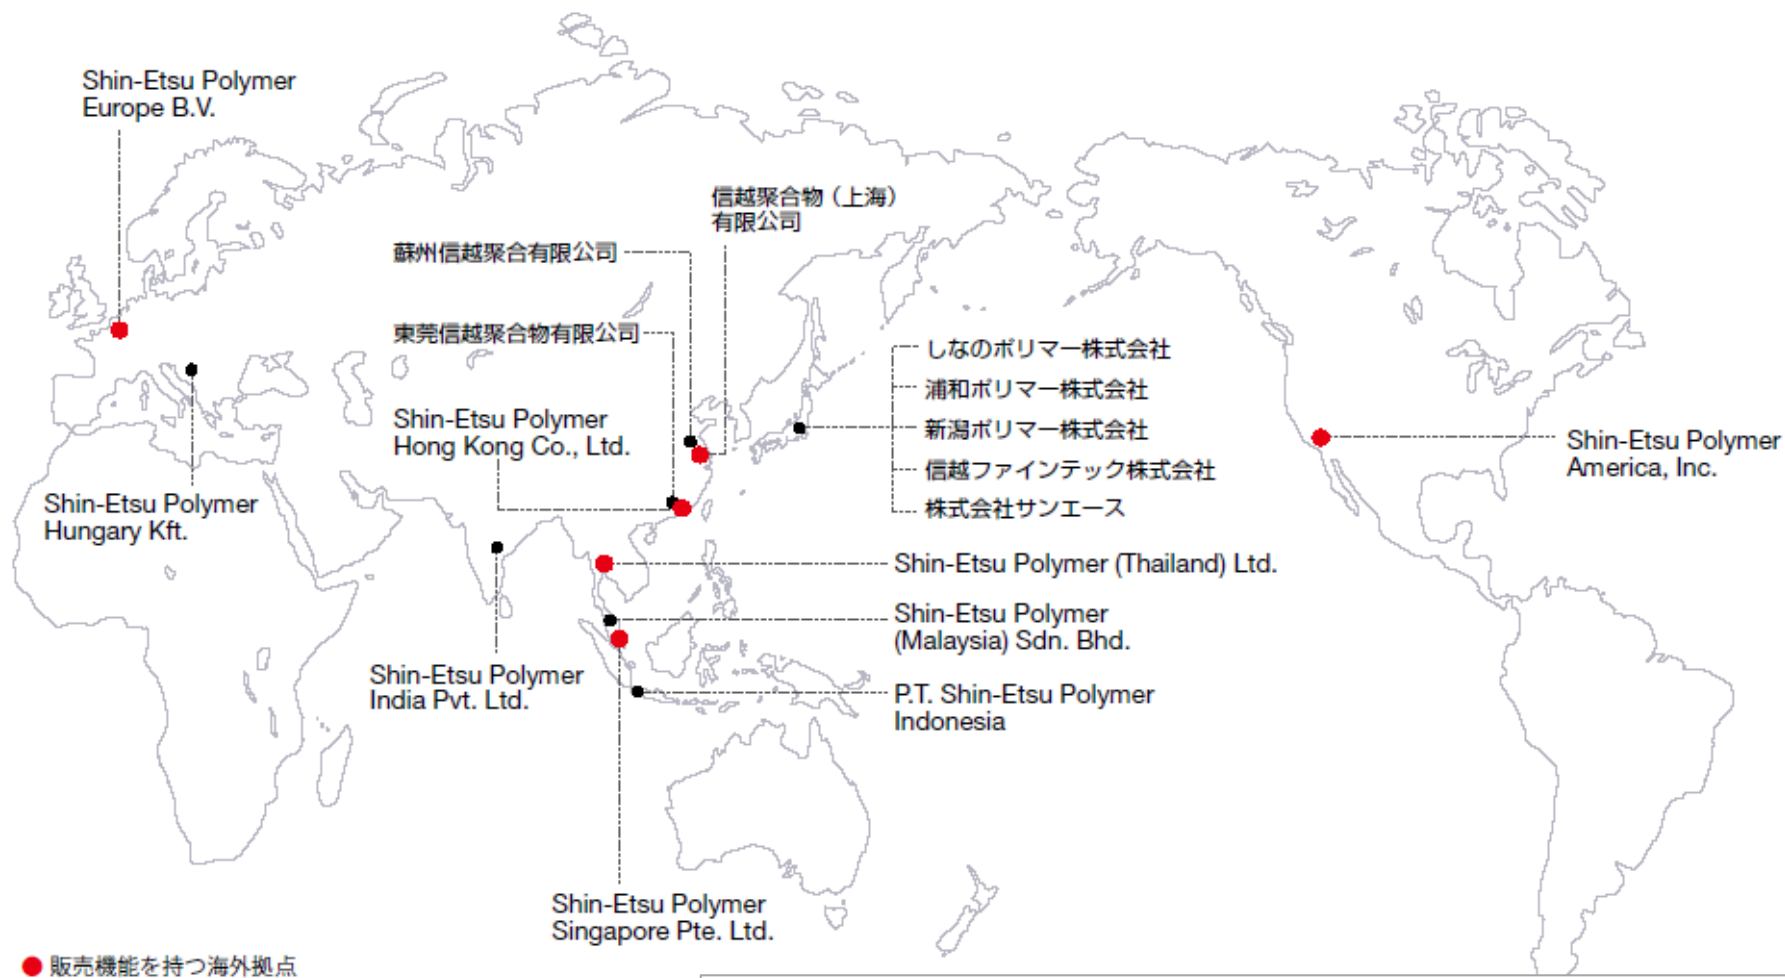 Shin-Etsu Polymer
Europe B.V.
信越聚合物（上海）
有限公司
蘇州信越聚合有限公司
東莞信越聚合物有限公司
しなのポリマー株式会社
浦和ポリマー株式会社
新潟ポリマー株式会社
信越ファインテック株式会社
株式会社サンエース
Shin-Etsu Polymer
Hong Kong Co., Ltd.
Shin-Etsu Polymer
America, Inc.
Shin-Etsu Polymer
Hungary Kft.
Shin-Etsu Polymer (Thailand) Ltd.
Shin-Etsu Polymer
(Malaysia) Sdn. Bhd.
Shin-Etsu Polymer
India Pvt. Ltd.
P.T. Shin-Etsu Polymer
Indonesia
Shin-Etsu Polymer
Singapore Pte. Ltd.
販売機能を持つ海外拠点